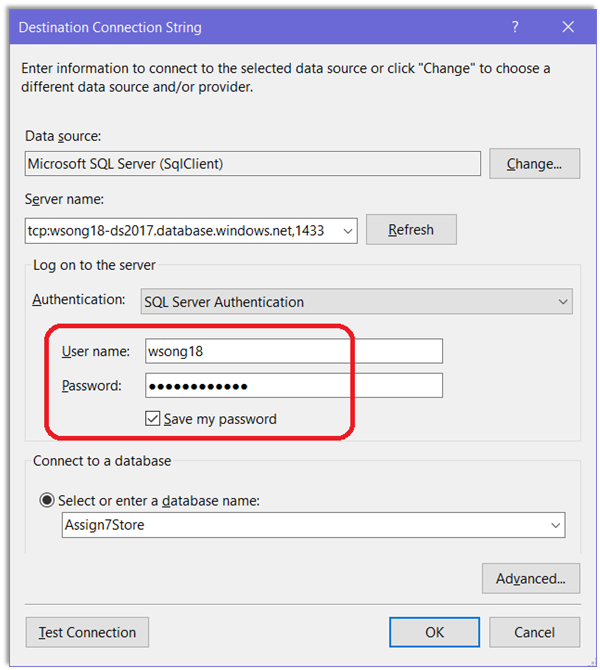 Destination Connection String ?
Enter information to connect to the selected data source or click "Change" to choose a
different data source and/or provider.
Data source:
Microsoft SQL Server (SqlClient) Change...
Server name:
tcp:wsong18-ds2017.database.windows.net,1433 Refresh
Log on to the server
Authentication: SQL Server Authentication
User name: wsong18
Password: ●●●●●●●●●●●●
Save my password
Connect to a database
Select or enter a database name:
Assign7Store
Advanced...
Test Connection OK Cancel